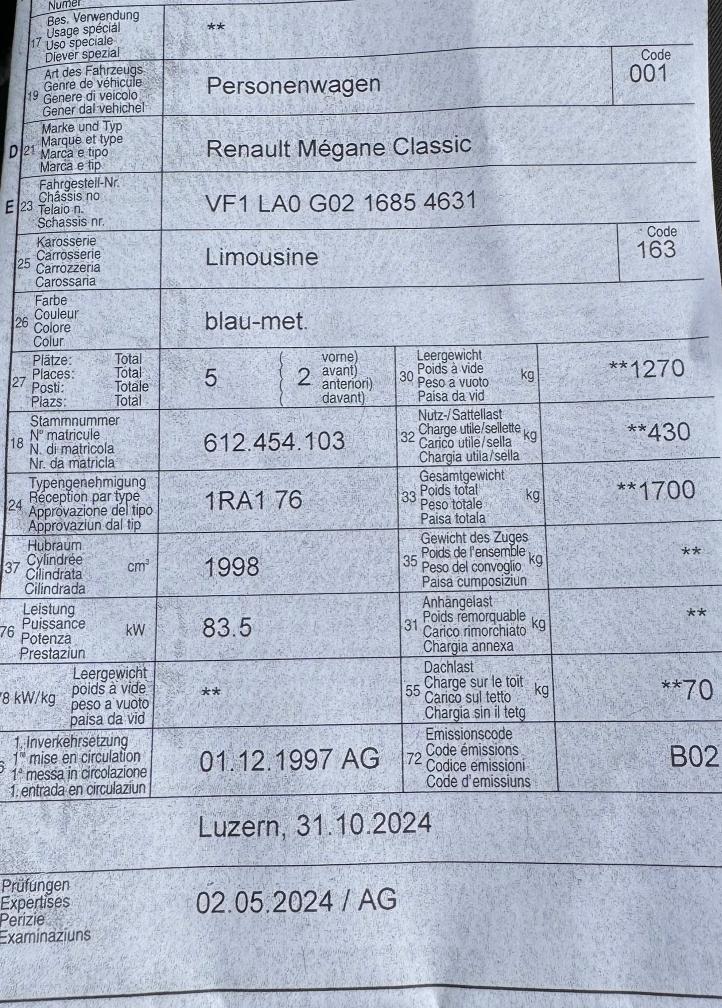 Numer
Bes. Verwendung
Usage spécial
17 Uso speciale
Diever spezial
**
Art des Fahrzeugs
Genre de véhicule
19 Genere di veicolo
Gener dal vehichel
Personenwagen
Code
001
D 21
Marke und Typ
Marque et type
Marca e tipo
Marca e tip
Renault Mégane Classic
E 23
Fahrgestell-Nr.
Châssis no
Telaio n.
Schassis nr.
VF1 LA0 G02 1685 4631
Karosserie
25 Carrosserie
Carrozzeria
Carossaria
Limousine
Code
163
Farbe
26 Couleur
Colore
Colur
blau-met.
Plätze: Total
27 Places: Total
Posti: Totale
Plazs: Total
5
( 2 vorne)
avant)
anteriori)
davant)
Leergewicht
30 Poids à vide kg
Peso a vuoto
Paisa da vid
**1270
Stammnummer
18 N° matricule
N. di matricola
Nr. da matricla
612.454.103
Nutz-/Sattellast
32 Charge utile/sellette kg
Carico utile/sella
Chargia utila/sella
**430
Typengenehmigung
24 Réception par type
Approvazione del tipo
Approvaziun dal tip
1RA1 76
Gesamtgewicht
33 Poids total kg
Peso totale
Paisa totala
**1700
Hubraum
37 Cylindrée cm³
Cilindrata
Cilindrada
1998
Gewicht des Zuges
35 Poids de l'ensemble kg
Peso del convoglio
Paisa cumposiziun
**
Leistung
76 Puissance kW
Potenza
Prestaziun
83.5
Anhängelast
31 Poids remorquable kg
Carico rimorchiato
Chargia annexa
**
Leergewicht
78 kW/kg poids à vide
peso a vuoto
paisa da vid
**
Dachlast
55 Charge sur le toit kg
Carico sul tetto
Chargia sin il tetg
**70
1. Inverkehrsetzung
1re mise en circulation
1a messa in circolazione
1. entrada en circulaziun
01.12.1997 AG
Emissionscode
72 Code émissions
Codice emissioni
Code d'emissiuns
B02
Luzern, 31.10.2024
Prüfungen
Expertises
Perizie
Examinaziuns
02.05.2024 / AG